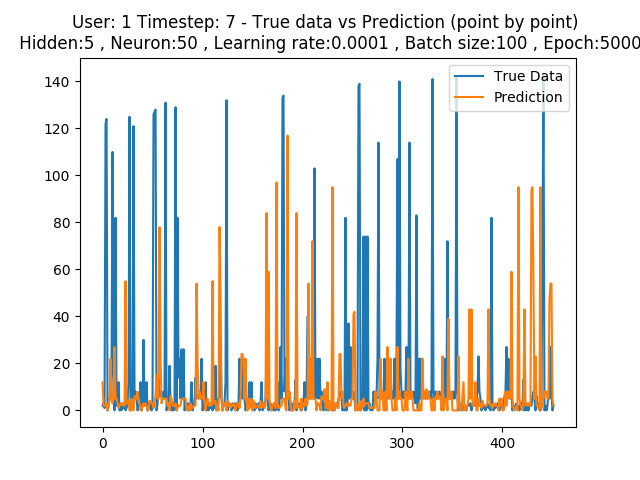 User: 1 Timestep: 7 - True data vs Prediction (point by point)
Hidden:5 , Neuron:50 , Learning rate:0.0001 , Batch size:100 , Epoch:5000
True Data
Prediction
140
120
100
80
60
40
20
0
0 100 200 300 400